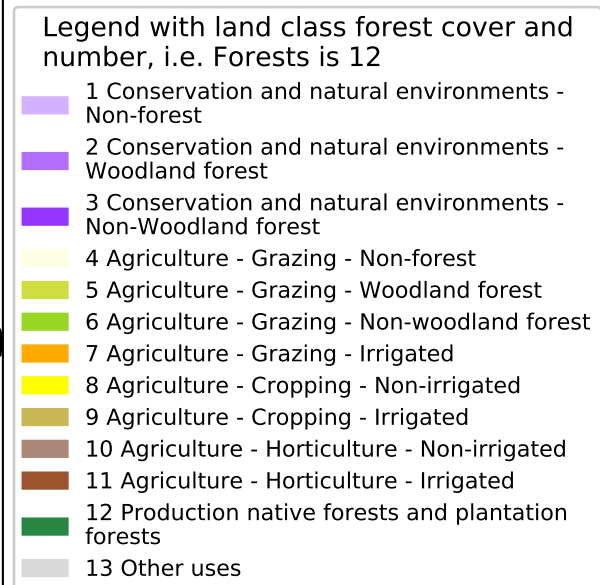 Legend with land class forest cover and
number, i.e. Forests is 12
1 Conservation and natural environments -
Non-forest
2 Conservation and natural environments -
Woodland forest
3 Conservation and natural environments -
Non-Woodland forest
4 Agriculture - Grazing - Non-forest
5 Agriculture - Grazing - Woodland forest
6 Agriculture - Grazing - Non-woodland forest
7 Agriculture - Grazing - Irrigated
8 Agriculture - Cropping - Non-irrigated
9 Agriculture - Cropping - Irrigated
10 Agriculture - Horticulture - Non-irrigated
11 Agriculture - Horticulture - Irrigated
12 Production native forests and plantation
forests
13 Other uses